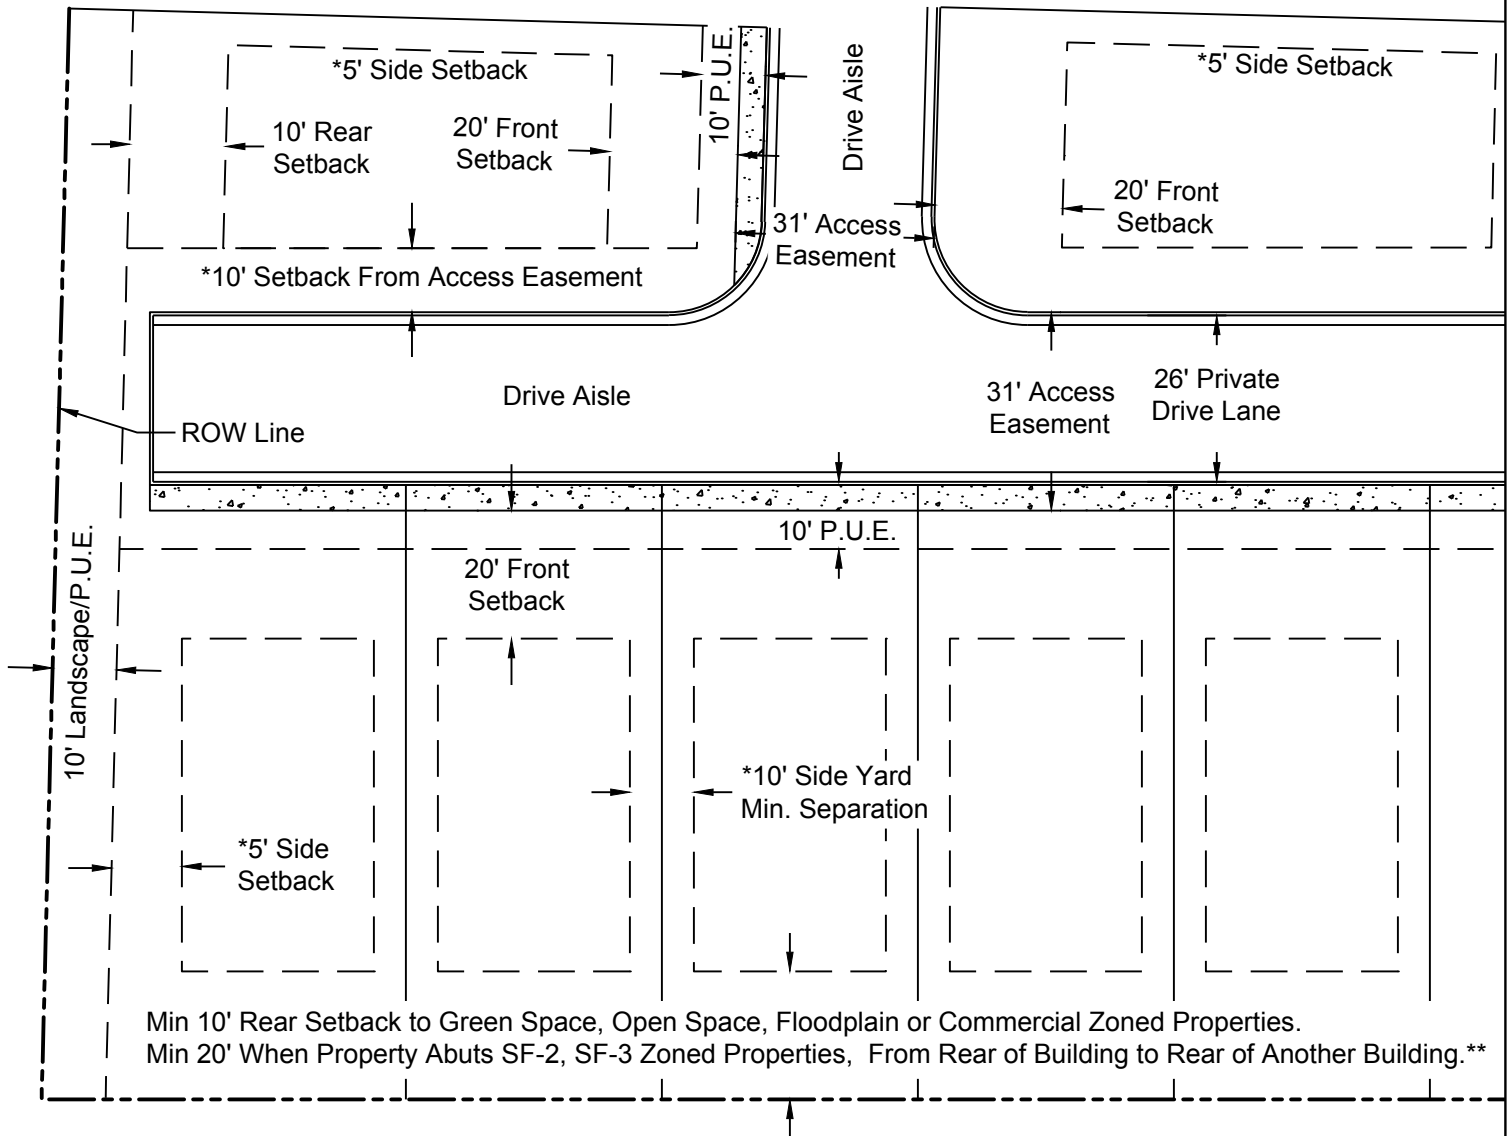 *5' Side Setback
10' P.U.E.
Drive Aisle
*5' Side Setback
10' Rear
Setback
20' Front
Setback
20' Front
Setback
31' Access
Easement
*10' Setback From Access Easement
Drive Aisle
31' Access
Easement
26' Private
Drive Lane
ROW Line
10' P.U.E.
20' Front
Setback
10' Landscape/P.U.E.
*10' Side Yard
Min. Separation
*5' Side
Setback
Min 10' Rear Setback to Green Space, Open Space, Floodplain or Commercial Zoned Properties.
Min 20' When Property Abuts SF-2, SF-3 Zoned Properties, From Rear of Building to Rear of Another Building.**